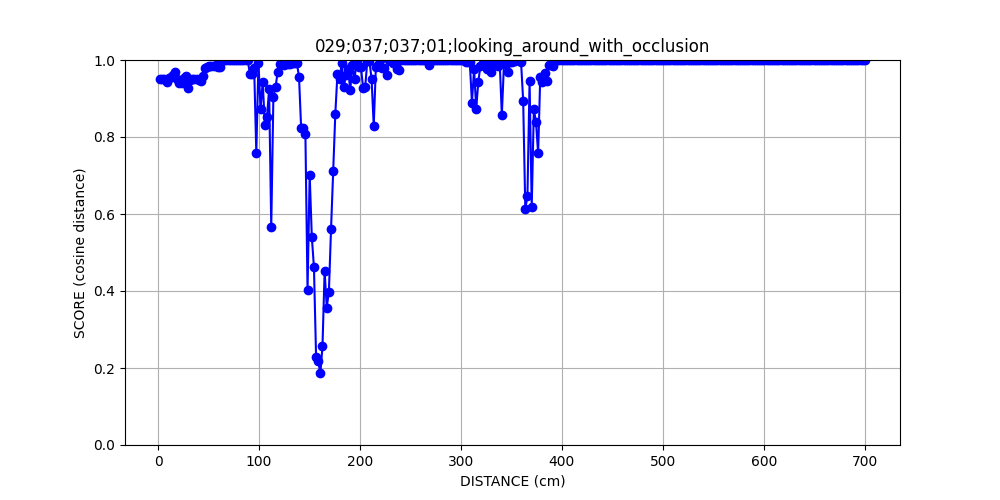 029;037;037;01;looking_around_with_occlusion
1.0
0.8
0.6
0.4
0.2
0.0
SCORE (cosine distance)
0 100 200 300 400 500 600 700
DISTANCE (cm)